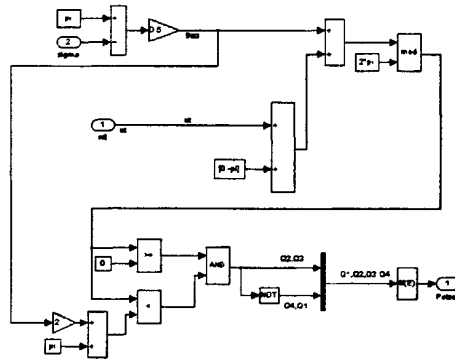 pi
2
sigma
0.5
1
wt
wt
wt
[0 -pi]
2*pi
mod
0
>=
<
AND
NOT
Q2,Q3
Q4,Q1
Q1,Q2,Q3 Q4
1
2
pi